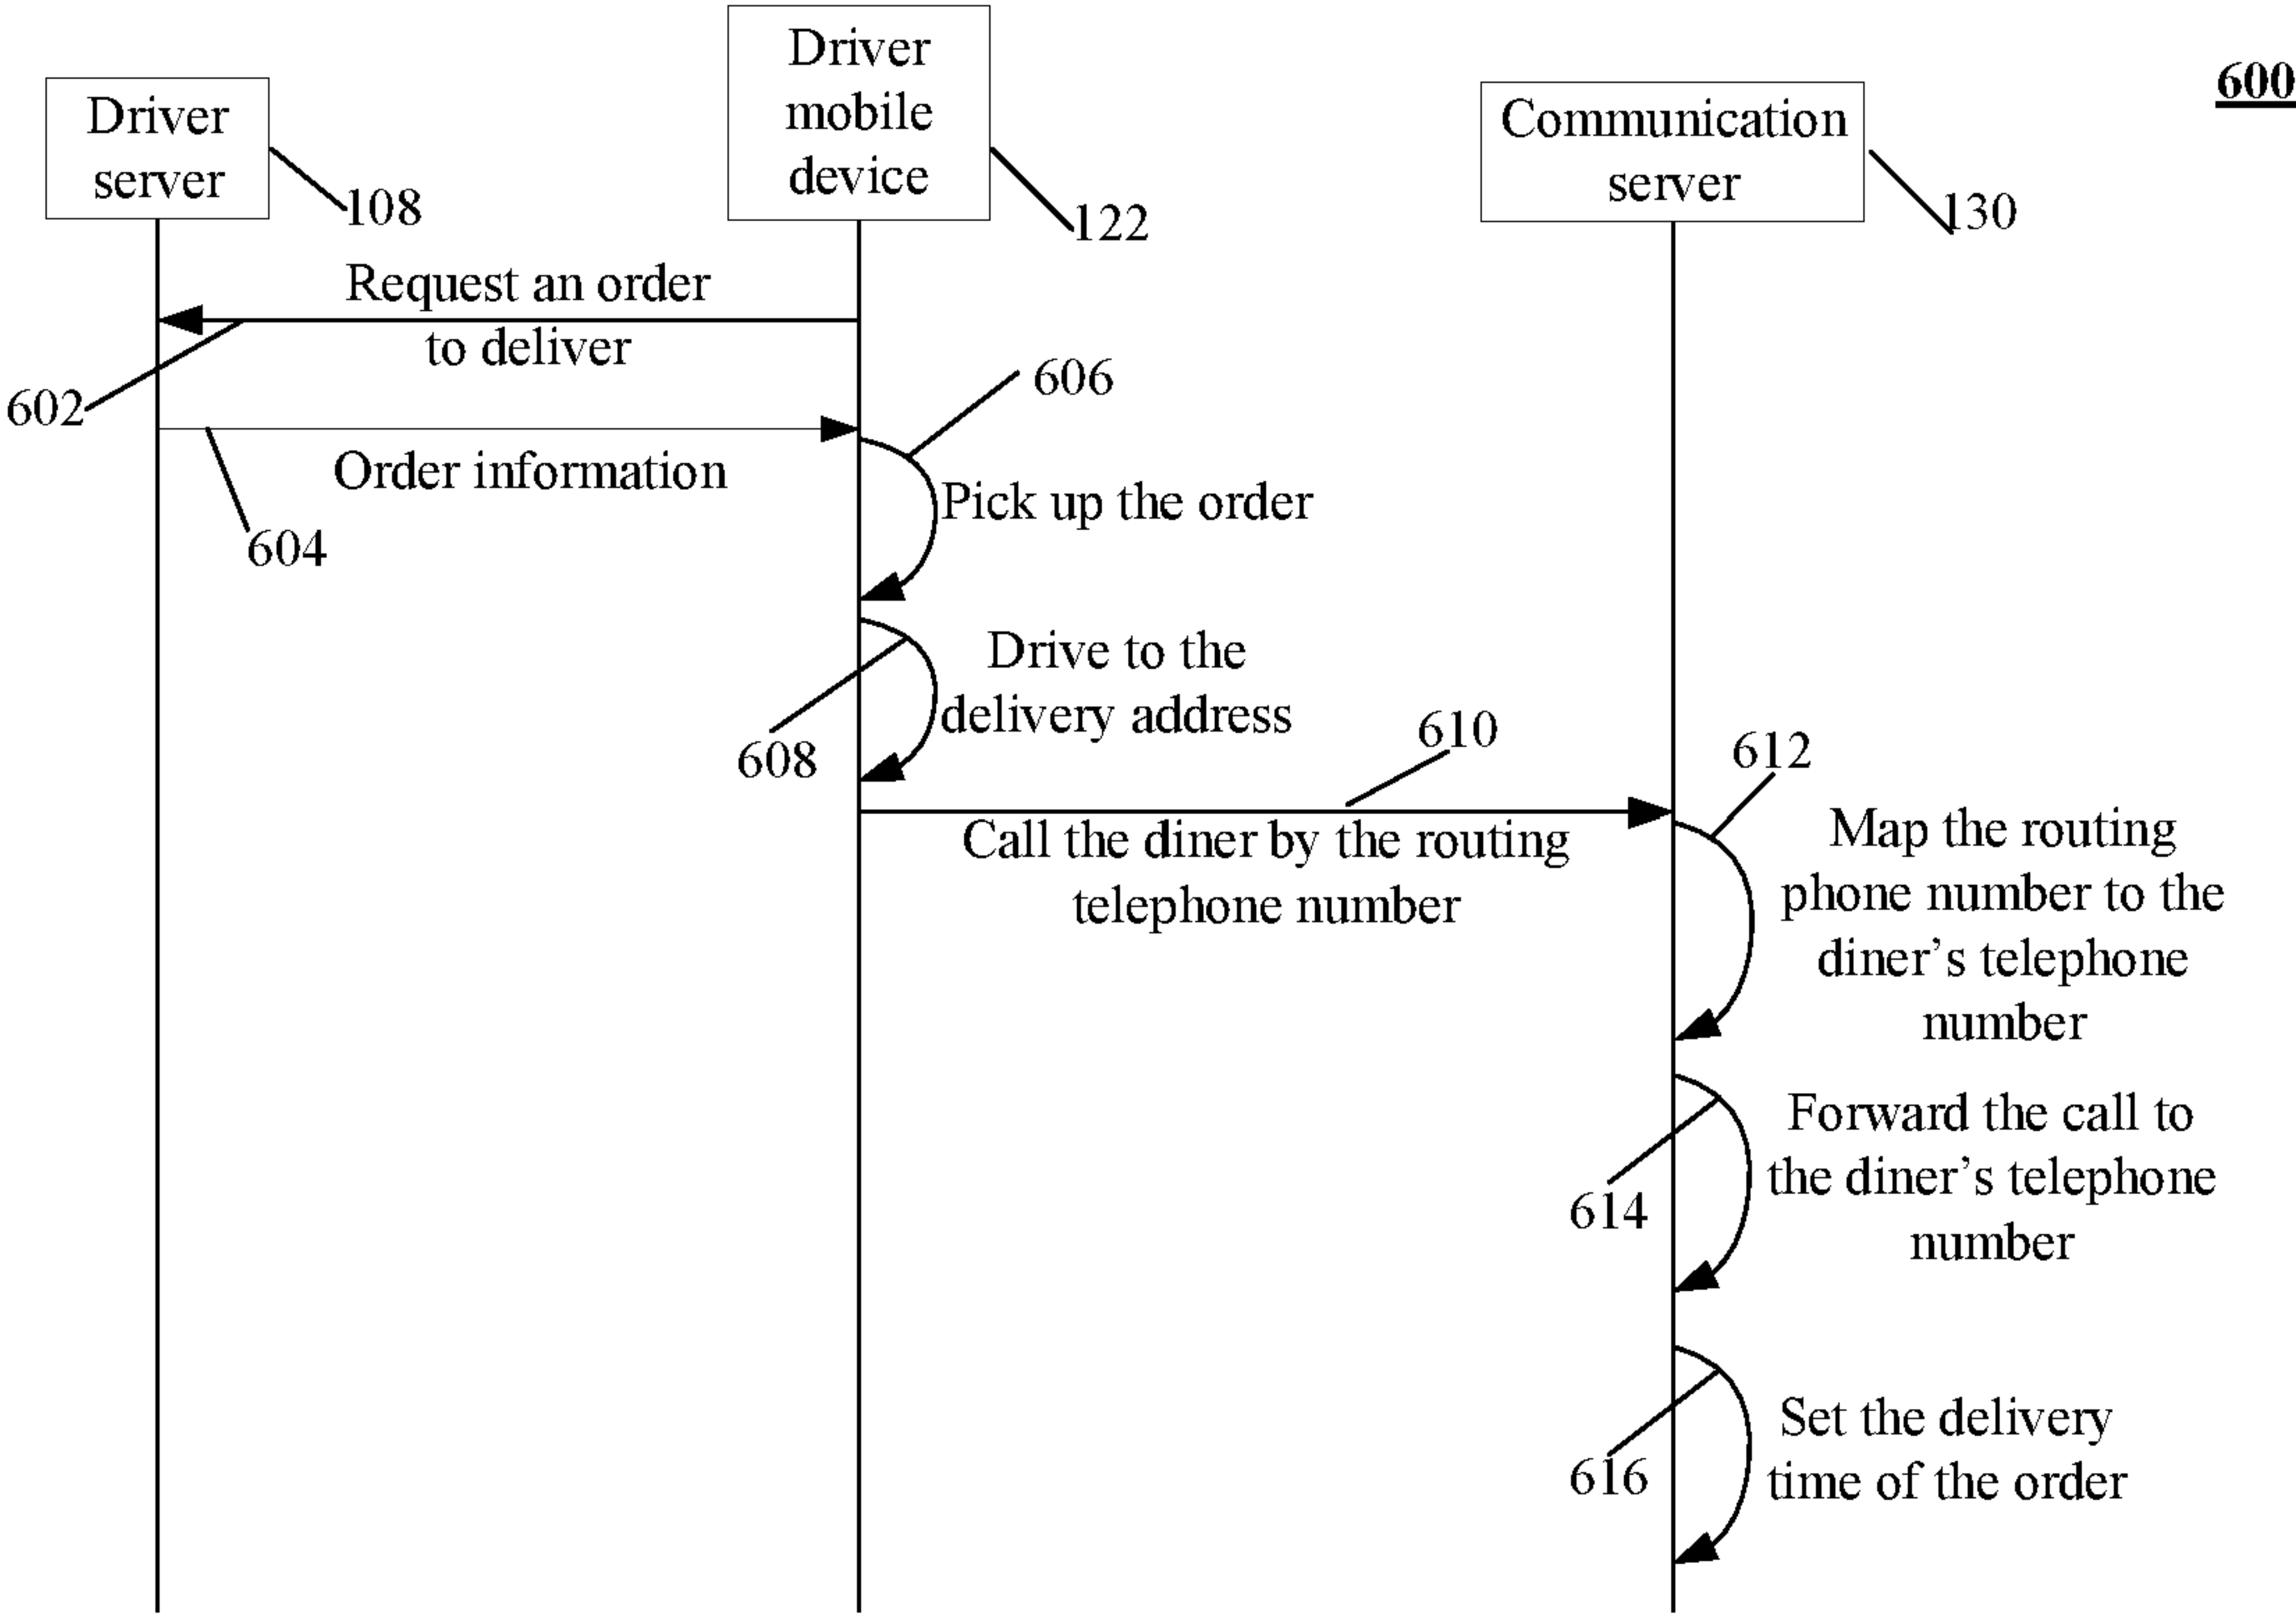 600
Driver
server
108
Driver
mobile
device
122
Communication
server
130
Request an order
to deliver
602
Order information
604
606
Pick up the order
Drive to the
delivery address
608
610
Call the diner by the routing
telephone number
612
Map the routing
phone number to the
diner's telephone
number
Forward the call to
the diner's telephone
number
614
Set the delivery
time of the order
616